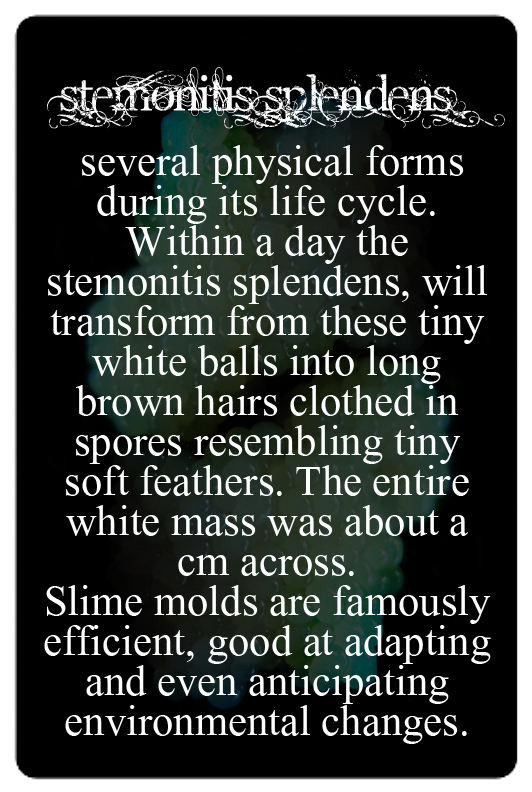 stemonitis splendens
several physical forms
during its life cycle.
Within a day the
stemonitis splendens, will
transform from these tiny
white balls into long
brown hairs clothed in
spores resembling tiny
soft feathers. The entire
white mass was about a
cm across.
Slime molds are famously
efficient, good at adapting
and even anticipating
environmental changes.